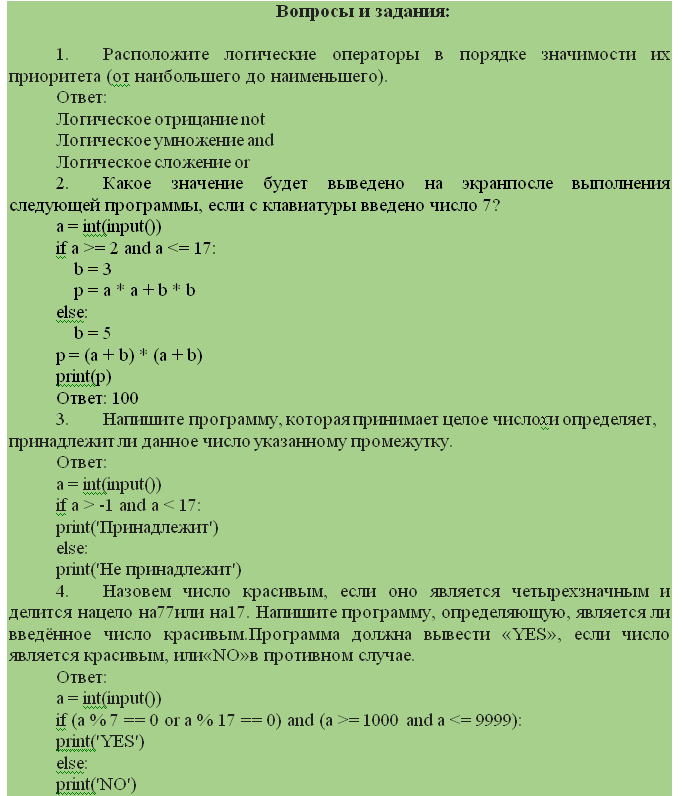 Вопросы и задания:
1. Расположите логические операторы в порядке значимости их
приоритета (от наибольшего до наименьшего).
Ответ:
Логическое отрицание not
Логическое умножение and
Логическое сложение or
2. Какое значение будет выведено на экранпосле выполнения
следующей программы, если с клавиатуры введено число 7?
a = int(input())
if a >= 2 and a <= 17:
b = 3
p = a * a + b * b
else:
b = 5
p = (a + b) * (a + b)
print(p)
Ответ: 100
3. Напишите программу, которая принимает целое числохи определяет,
принадлежит ли данное число указанному промежутку.
Ответ:
a = int(input())
if a > -1 and a < 17:
print('Принадлежит')
else:
print('Не принадлежит')
4. Назовем число красивым, если оно является четырехзначным и
делится нацело на77или на17. Напишите программу, определяющую, является ли
введённое число красивым.Программа должна вывести «YES», если число
является красивым, или«NO»в противном случае.
Ответ:
a = int(input())
if (a % 7 == 0 or a % 17 == 0) and (a >= 1000 and a <= 9999):
print('YES')
else:
print('NO')